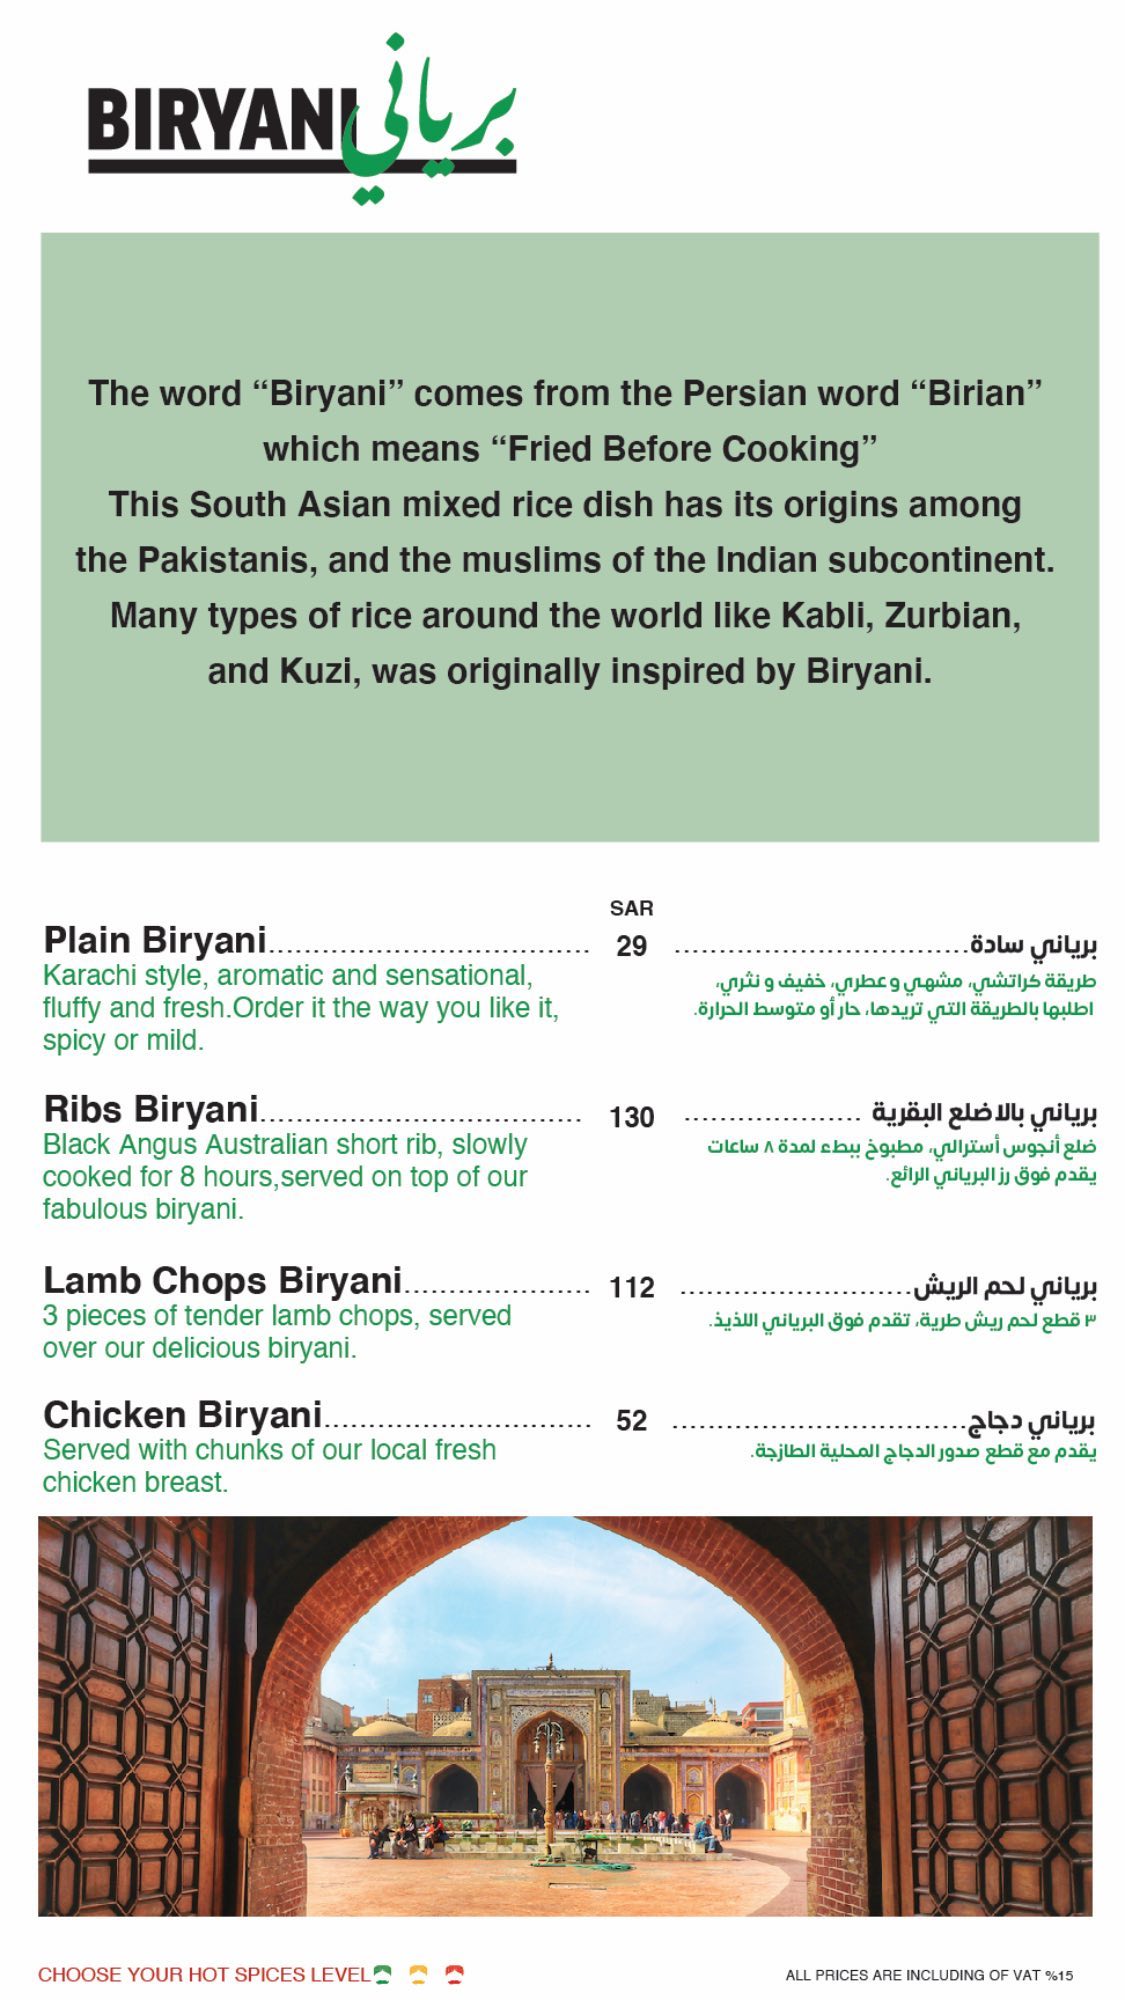 BIRYANI برياني
The word “Biryani” comes from the Persian word “Birian”
which means “Fried Before Cooking”
This South Asian mixed rice dish has its origins among
the Pakistanis, and the muslims of the Indian subcontinent.
Many types of rice around the world like Kabli, Zurbian,
and Kuzi, was originally inspired by Biryani.
SAR
Plain Biryani.................................... 29 .................................برياني سادة
Karachi style, aromatic and sensational,
fluffy and fresh.Order it the way you like it,
spicy or mild.
طريقة كراتشي، مشهي و عطري، خفيف و نثري،
اطلبها بالطريقة التي تريدها، حار أو متوسط الحرارة.
Ribs Biryani.................................... 130 .................... برياني بالاضلع البقرية
Black Angus Australian short rib, slowly
cooked for 8 hours,served on top of our
fabulous biryani.
ضلع أنجوس أسترالي، مطبوخ ببطء لمدة ٨ ساعات
يقدم فوق رز البرياني الرائع.
Lamb Chops Biryani..................... 112 ..........................برياني لحم الريش
3 pieces of tender lamb chops, served
over our delicious biryani.
٣ قطع لحم ريش طرية، تقدم فوق البرياني اللذيذ.
Chicken Biryani.............................. 52 .................................برياني دجاج
Served with chunks of our local fresh
chicken breast.
يقدم مع قطع صدور الدجاج المحلية الطازجة.
CHOOSE YOUR HOT SPICES LEVEL
ALL PRICES ARE INCLUDING OF VAT %15